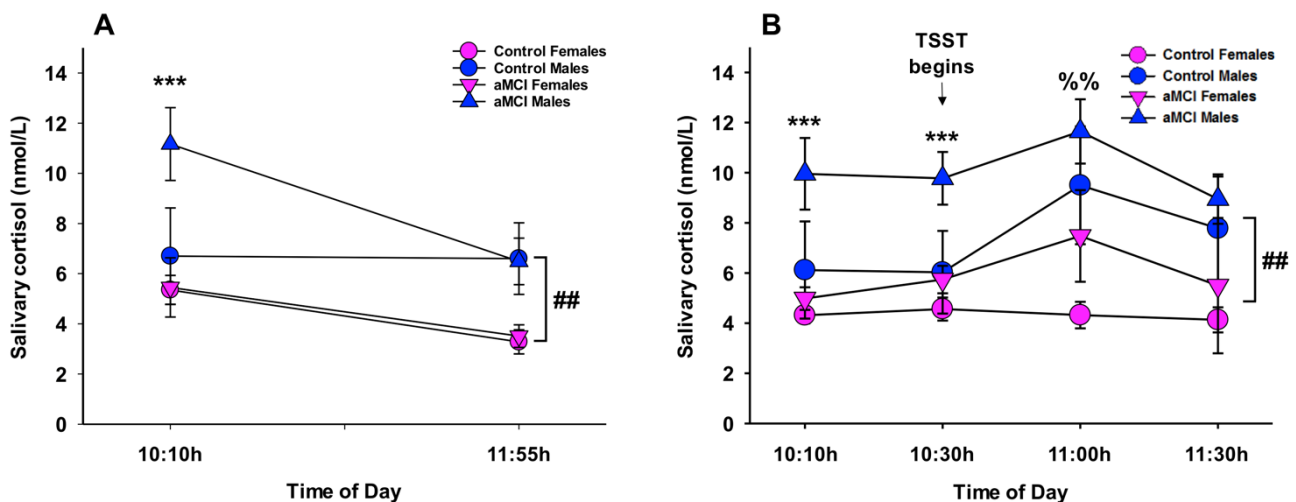 A
Control Females
Control Males
aMCI Females
aMCI Males
14
12
10
8
6
4
2
0
***
##
Salivary cortisol (nmol/L)
10:10h
11:55h
Time of Day
B
TSST
begins
Control Females
Control Males
aMCI Females
aMCI Males
14
12
10
8
6
4
2
0
***
***
%%
##
Salivary cortisol (nmol/L)
10:10h
10:30h
11:00h
11:30h
Time of Day